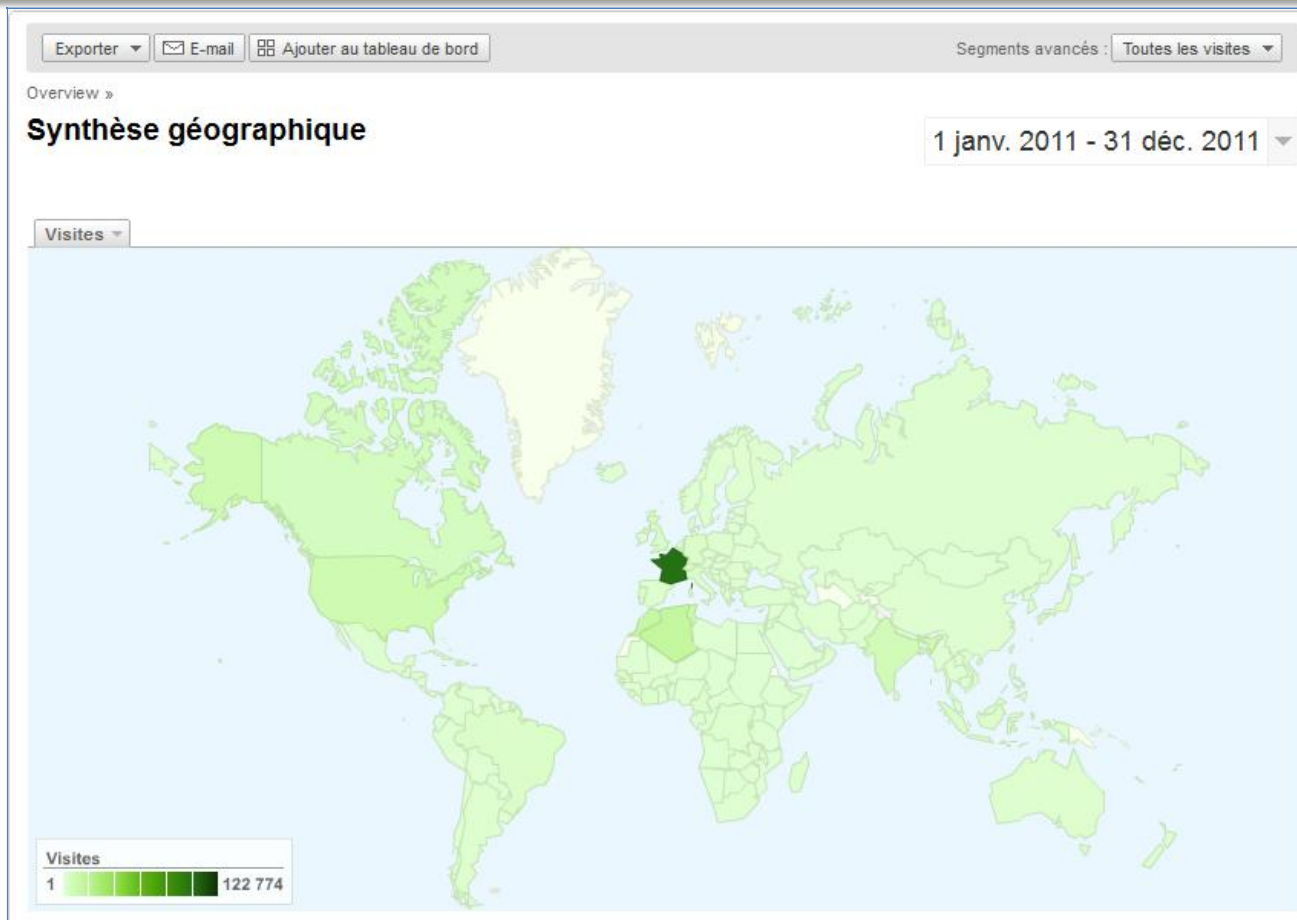 Exporter E-mail Ajouter au tableau de bord Segments avancés : Toutes les visites
Overview »
Synthèse géographique
1 janv. 2011 - 31 déc. 2011
Visites
Visites
1 122 774